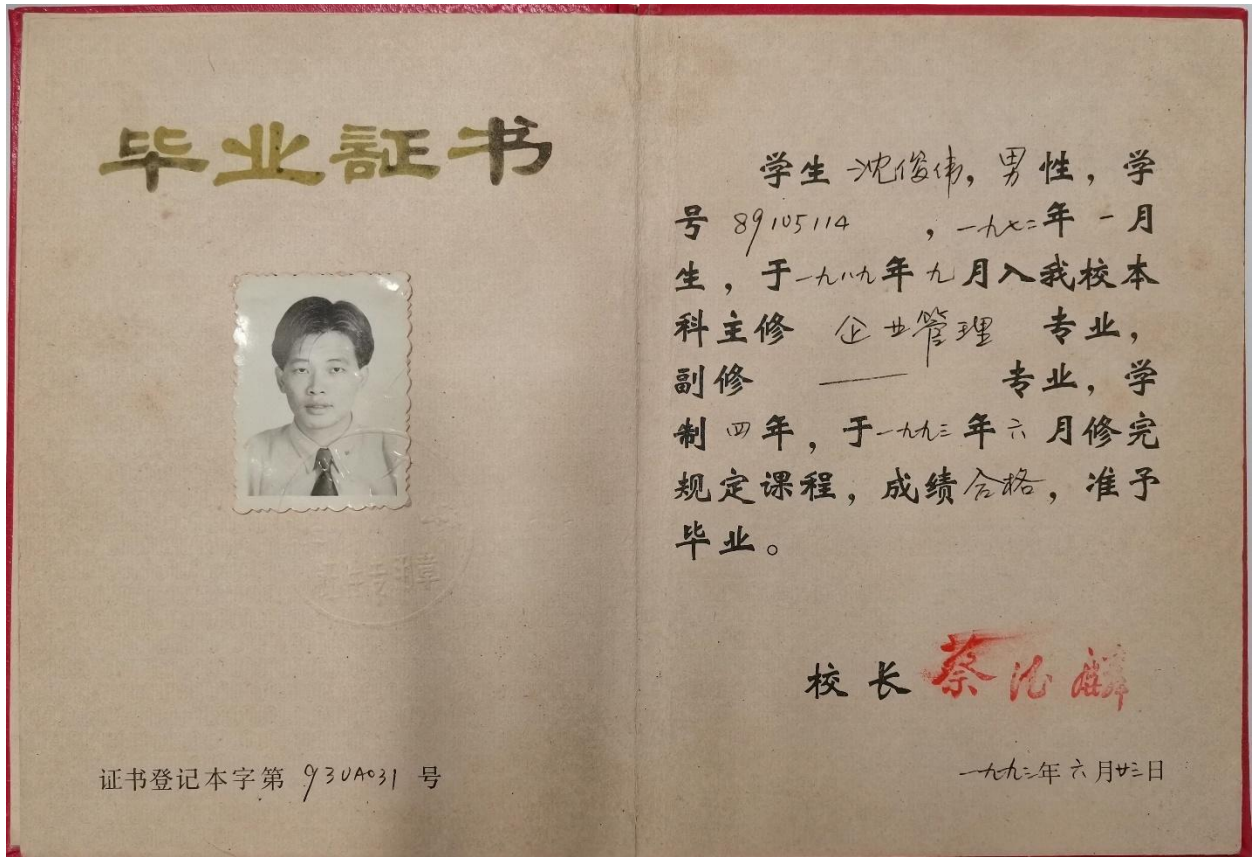 毕业証书
证书登记本字第 93UA031 号
学生 沈俊伟，男性，学
号 89105114 ，一九七二年 一月
生，于一九八九年九月入我校本
科主修 企业管理 专业，
副修 —— 专业，学
制四年，于一九九三年六月修完
规定课程，成绩合格，准予
毕业。
校长 蔡德麟
一九九三年六月廿三日